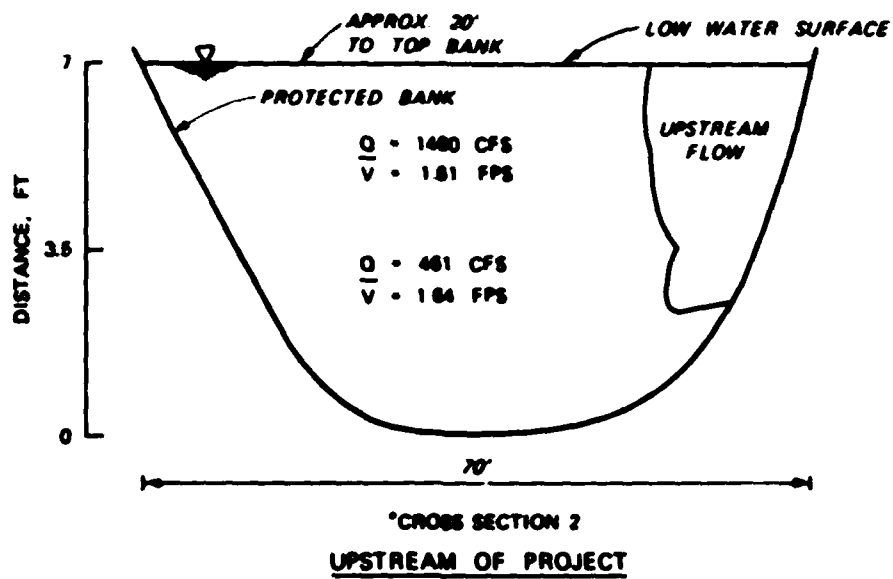 APPROX. 20'
TO TOP BANK
LOW WATER SURFACE
7
PROTECTED BANK
UPSTREAM
FLOW
Q = 1460 CFS
V = 1.81 FPS
DISTANCE, FT
3.5
Q = 461 CFS
V = 1.64 FPS
0
70'
*CROSS SECTION 2
UPSTREAM OF PROJECT